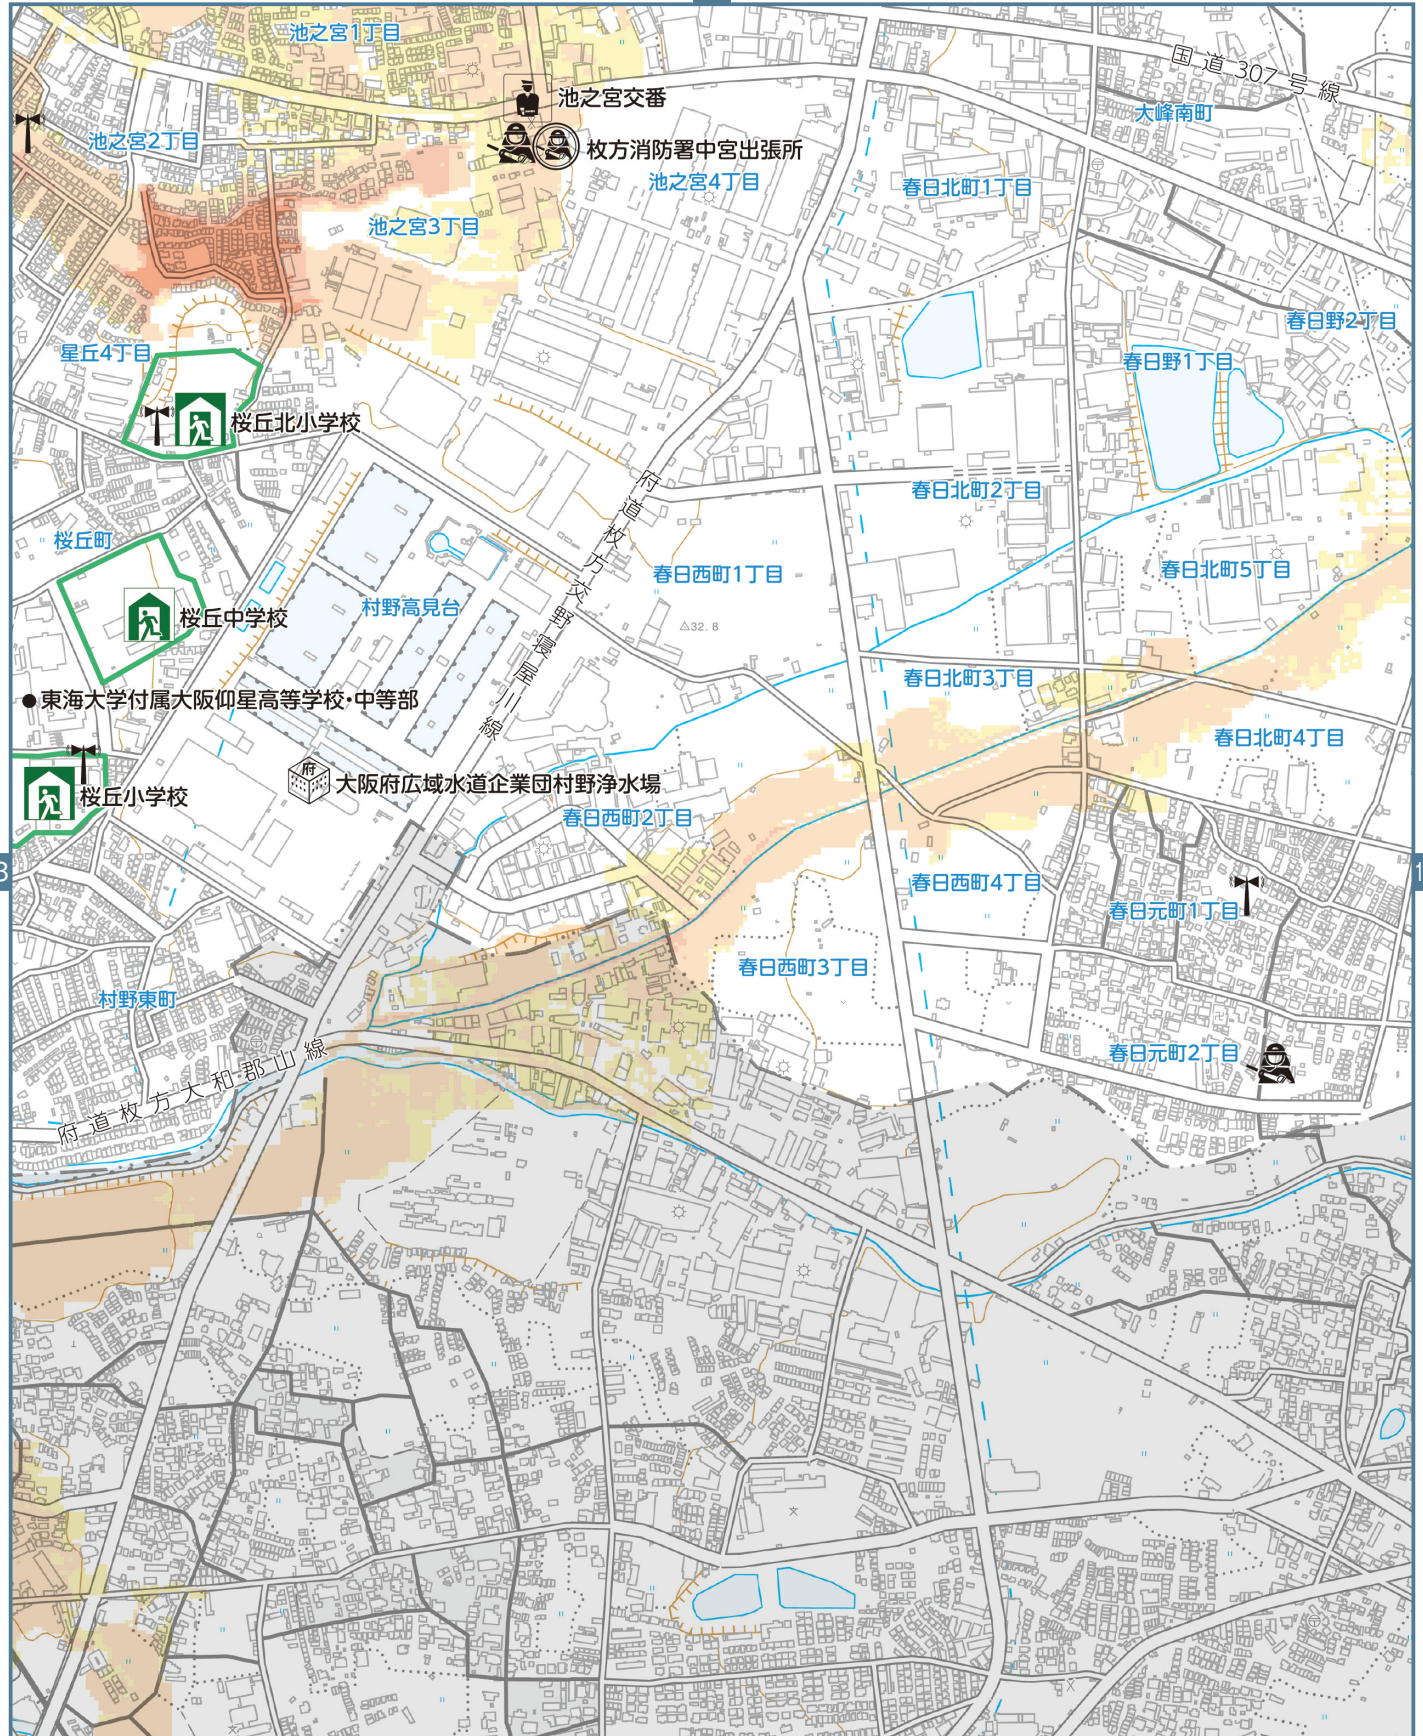 池之宮1丁目
国道307号線
池之宮交番
大峰南町
池之宮2丁目
枚方消防署中宮出張所
池之宮4丁目
春日北町1丁目
池之宮3丁目
春日野2丁目
星丘4丁目
春日野1丁目
桜丘北小学校
府道枚方交野寝屋川線
春日北町2丁目
桜丘町
春日西町1丁目
春日北町5丁目
村野高見台
桜丘中学校
△32.8
春日北町3丁目
東海大学付属大阪仰星高等学校・中等部
春日北町4丁目
府
大阪府広域水道企業団村野浄水場
桜丘小学校
春日西町2丁目
春日西町4丁目
春日元町1丁目
春日西町3丁目
村野東町
春日元町2丁目
府道枚方大和郡山線